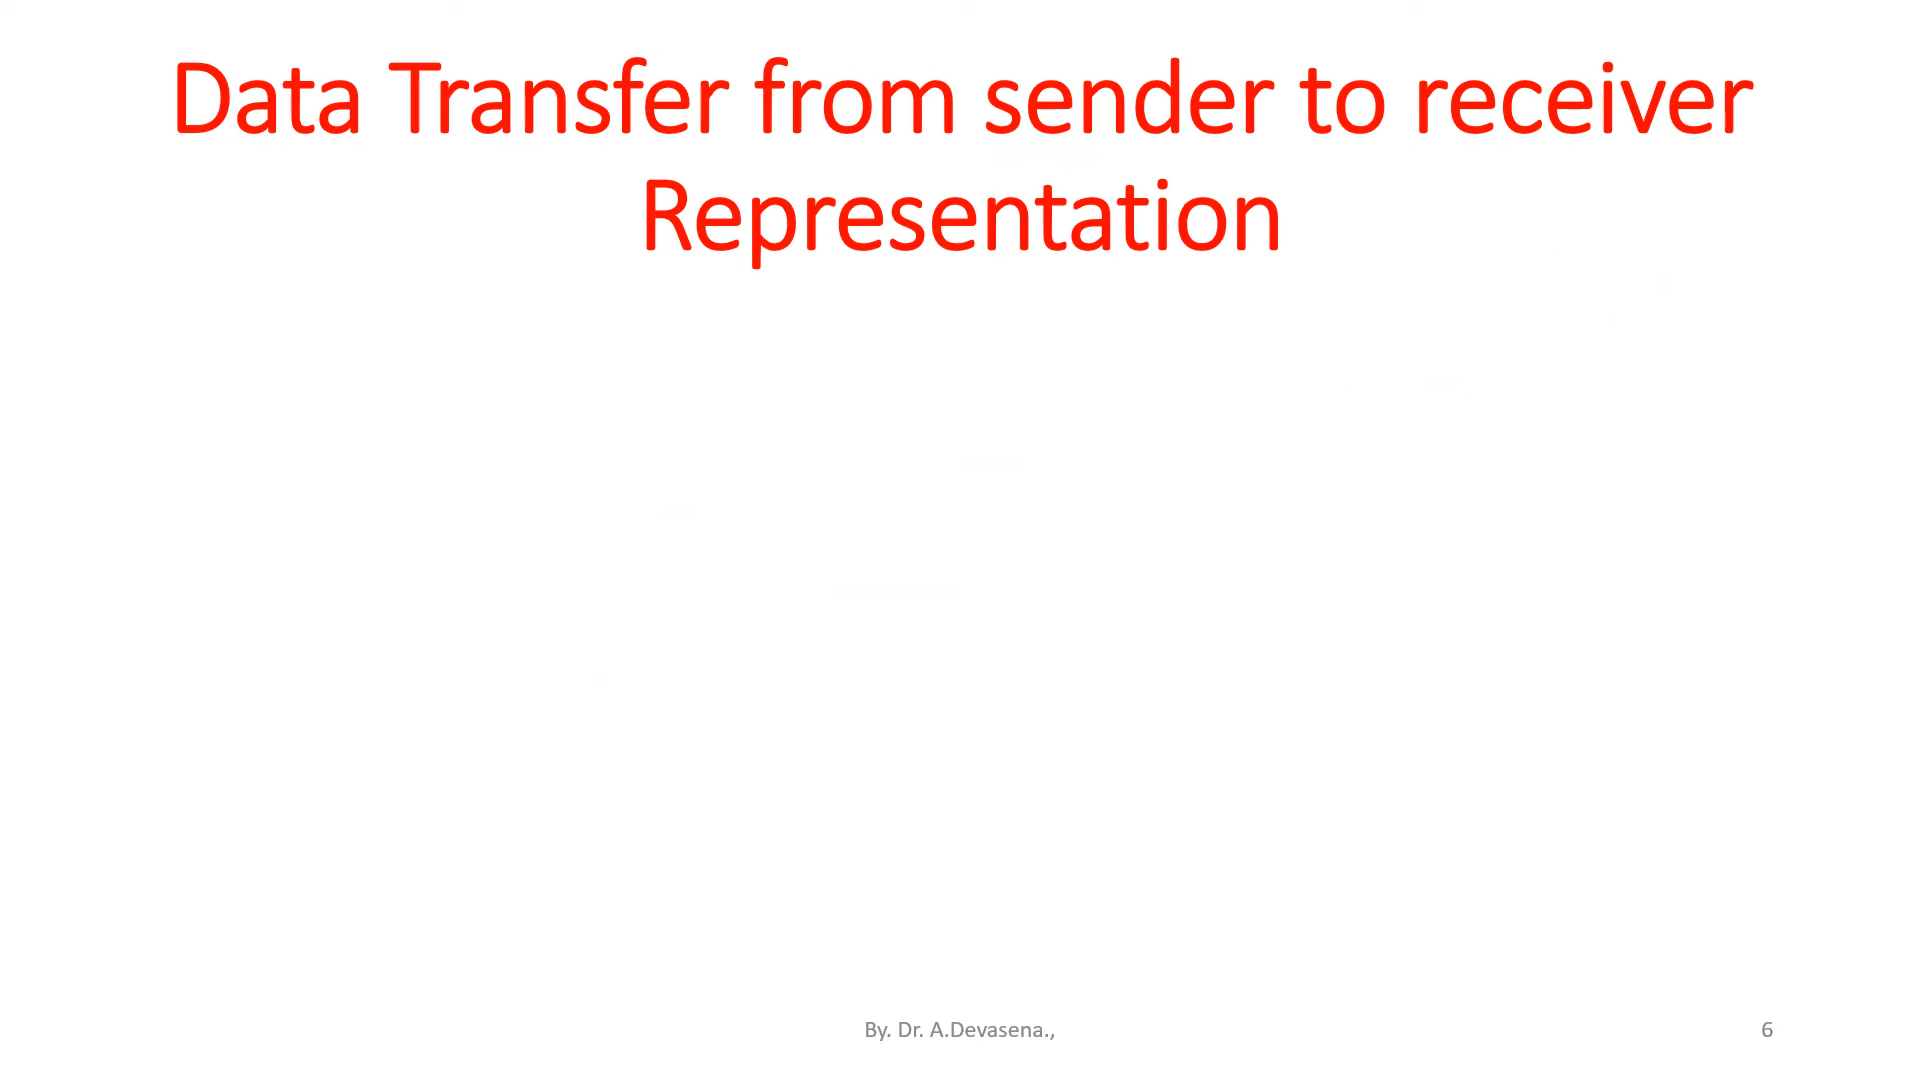 Data Transfer from sender to receiver
Representation
By. Dr. A.Devasena.,
6